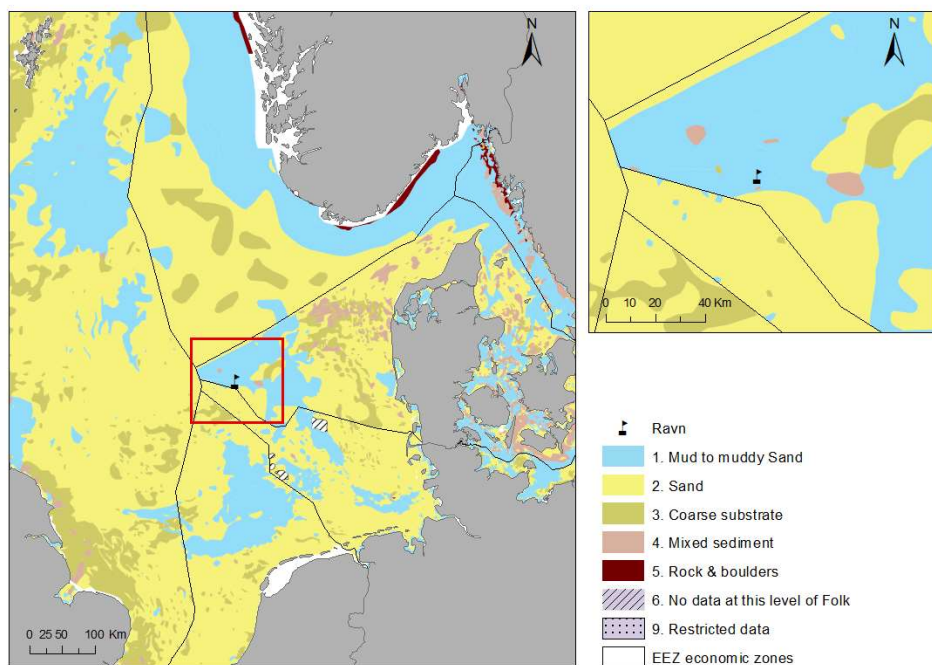 N
0 25 50 100 Km
N
0 10 20 40 Km
Ravn
1. Mud to muddy Sand
2. Sand
3. Coarse substrate
4. Mixed sediment
5. Rock & boulders
6. No data at this level of Folk
9. Restricted data
EEZ economic zones